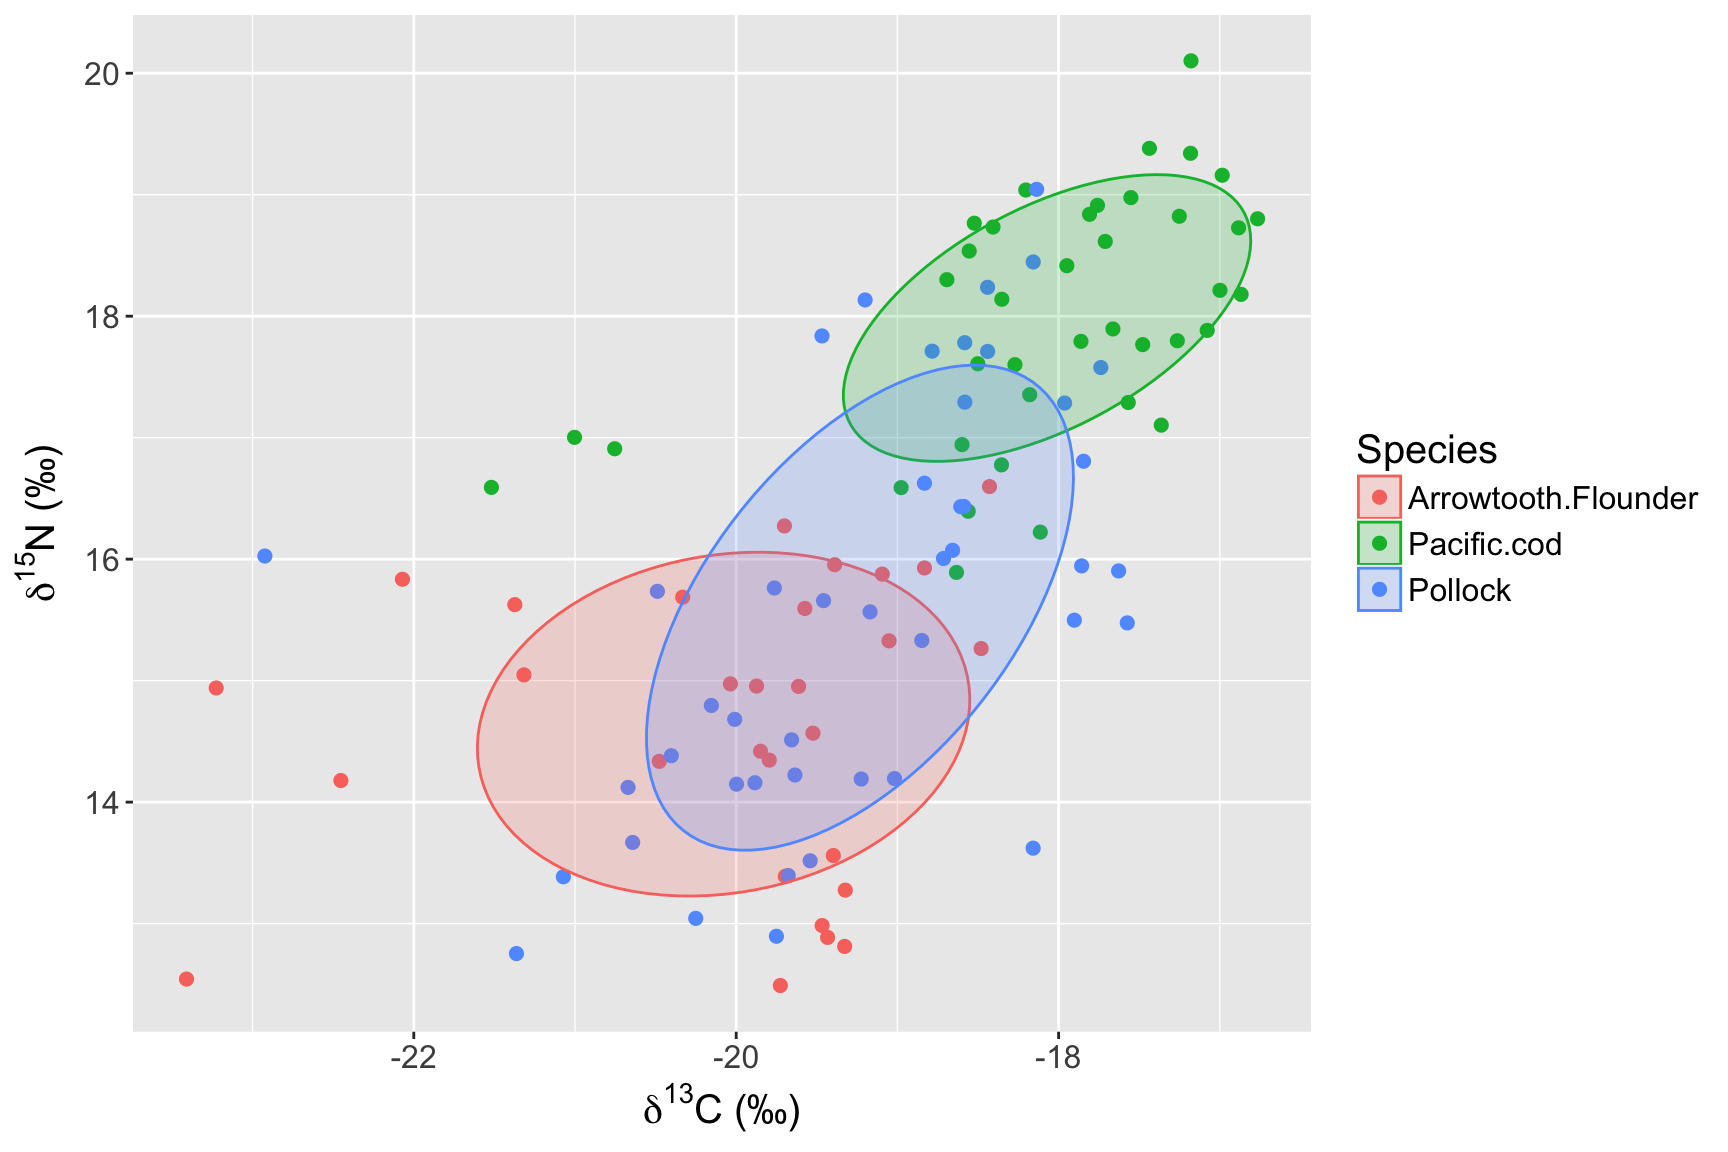 20
18
16
14
δ15N (‰)
-22
-20
-18
δ13C (‰)
Species
Arrowtooth.Flounder
Pacific.cod
Pollock